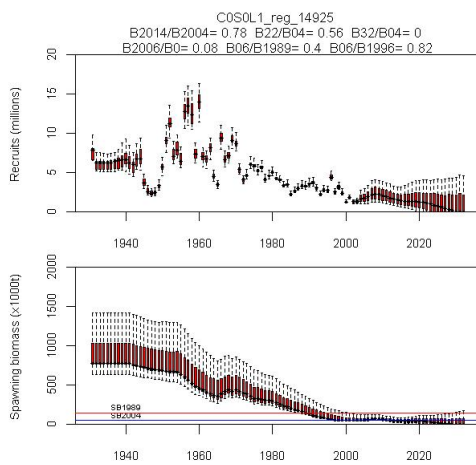 C0S0L1_reg_14925
B2014/B2004= 0.78 B22/B04= 0.56 B32/B04= 0
B2006/B0= 0.08 B06/B1989= 0.4 B06/B1996= 0.82
Recruits (millions)
20
15
10
5
0
1940 1960 1980 2000 2020
Spawning biomass (x1000t)
2000
1500
1000
500
0
SB1989
SB2004
1940 1960 1980 2000 2020